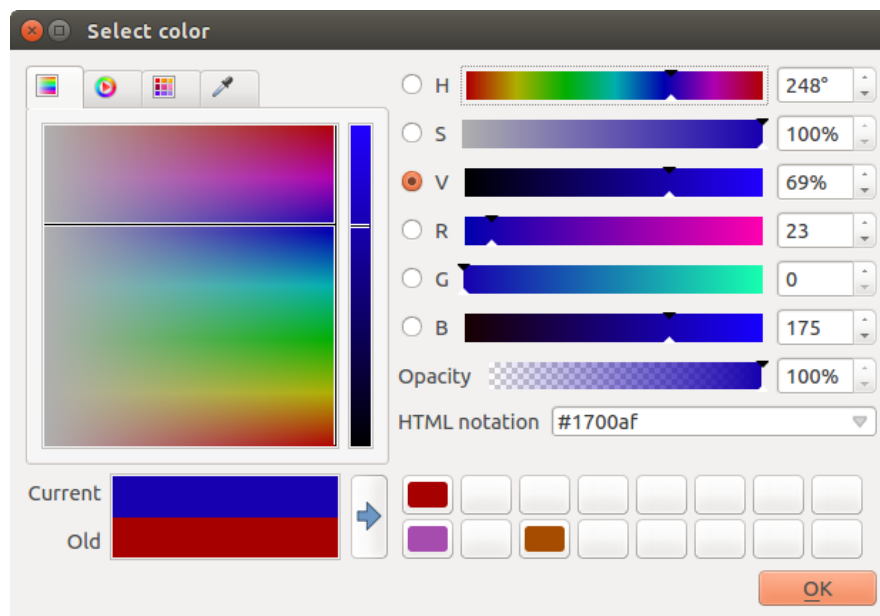 Select color
H 248°
S 100%
V 69%
R 23
G 0
B 175
Opacity 100%
HTML notation #1700af
Current
Old
OK